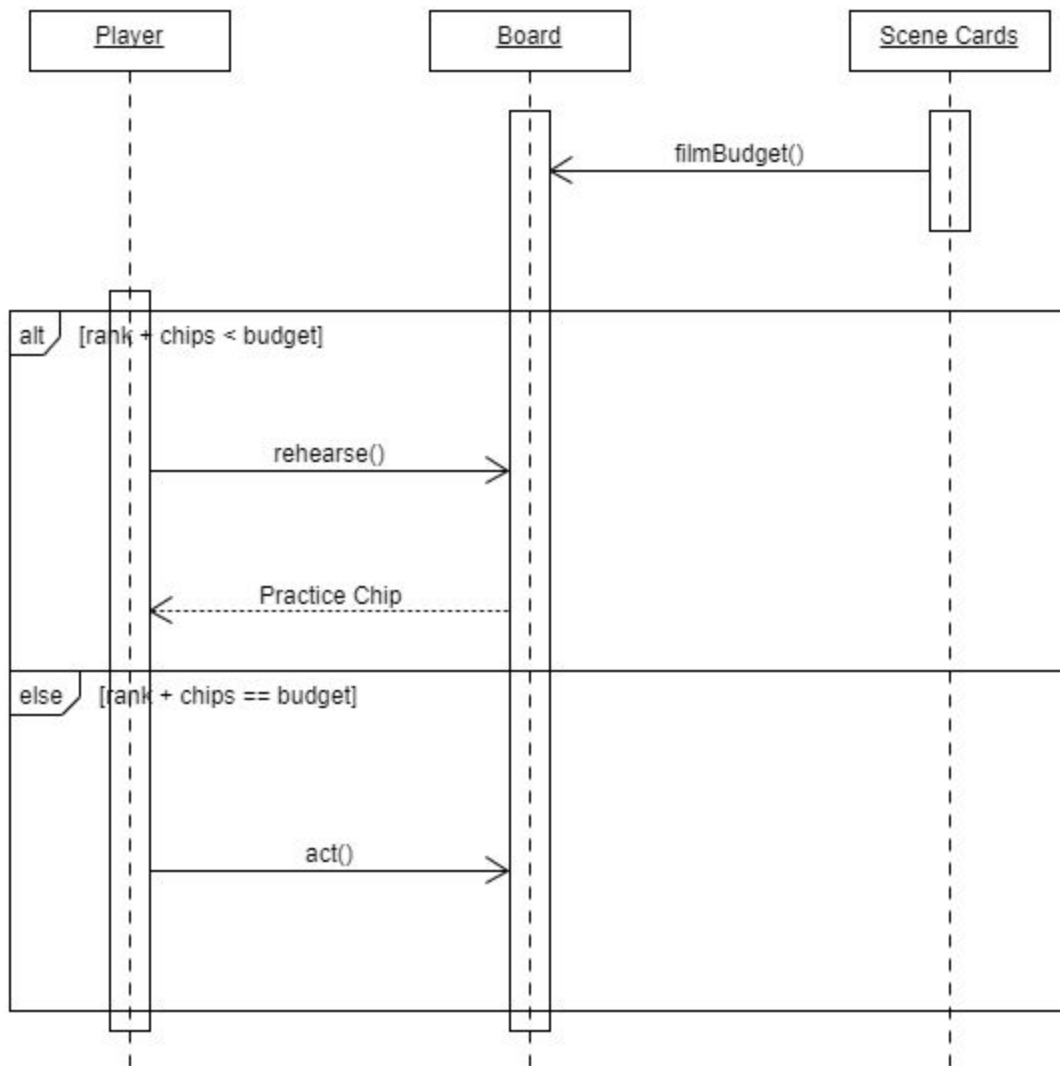 Player
Board
Scene Cards
filmBudget()
alt
[rank + chips < budget]
rehearse()
Practice Chip
else
[rank + chips == budget]
act()